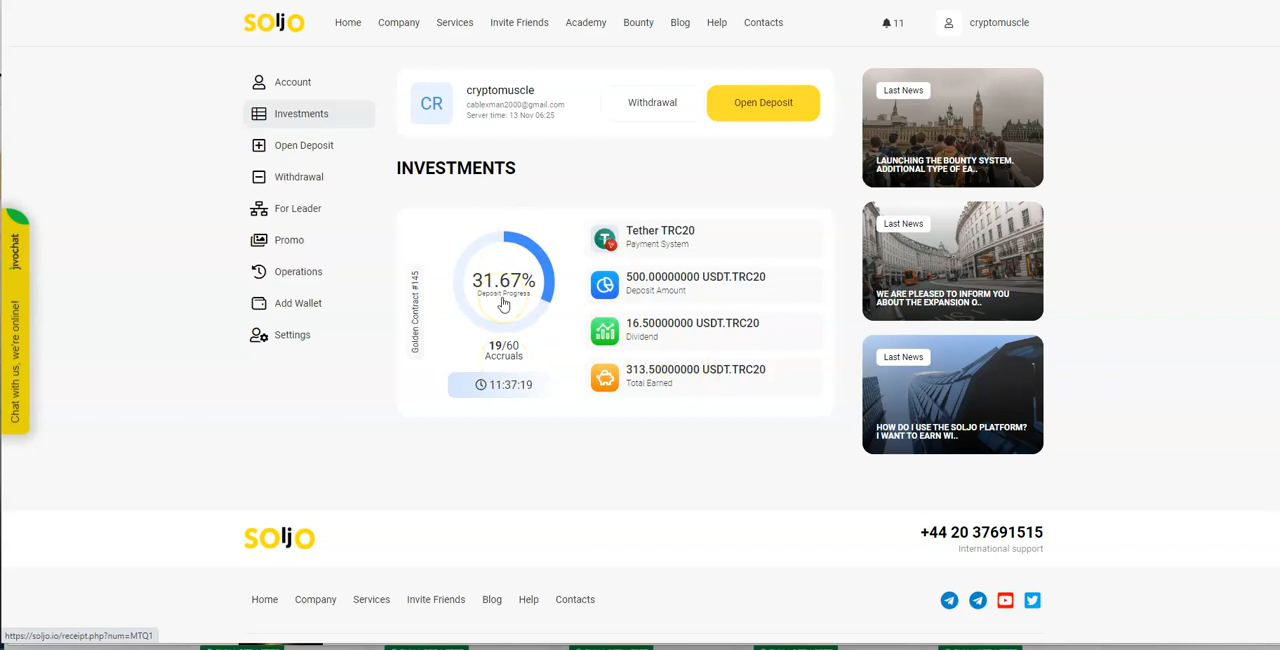 SOljO
Home
Company
Services
Invite Friends
Academy
Bounty
Blog
Help
Contacts
11
cryptomuscle
Account
Investments
Open Deposit
Withdrawal
For Leader
Promo
Operations
Add Wallet
Settings
CR
cryptomuscle
cablexman2000@gmail.com
Server time: 13 Nov 06:25
Withdrawal
Open Deposit
INVESTMENTS
Golden Contract #145
31.67%
Deposit Progress
19/60
Accruals
11:37:19
Tether TRC20
Payment System
500.00000000 USDT.TRC20
Deposit Amount
16.50000000 USDT.TRC20
Dividend
313.50000000 USDT.TRC20
Total Earned
Last News
LAUNCHING THE BOUNTY SYSTEM.
ADDITIONAL TYPE OF EA..
Last News
WE ARE PLEASED TO INFORM YOU
ABOUT THE EXPANSION O..
Last News
HOW DO I USE THE SOLJO PLATFORM?
I WANT TO EARN WI..
jivochat
Chat with us, we're online!
SOljO
+44 20 37691515
International support
Home
Company
Services
Invite Friends
Blog
Help
Contacts
https://soljo.io/receipt.php?num=MTQ1